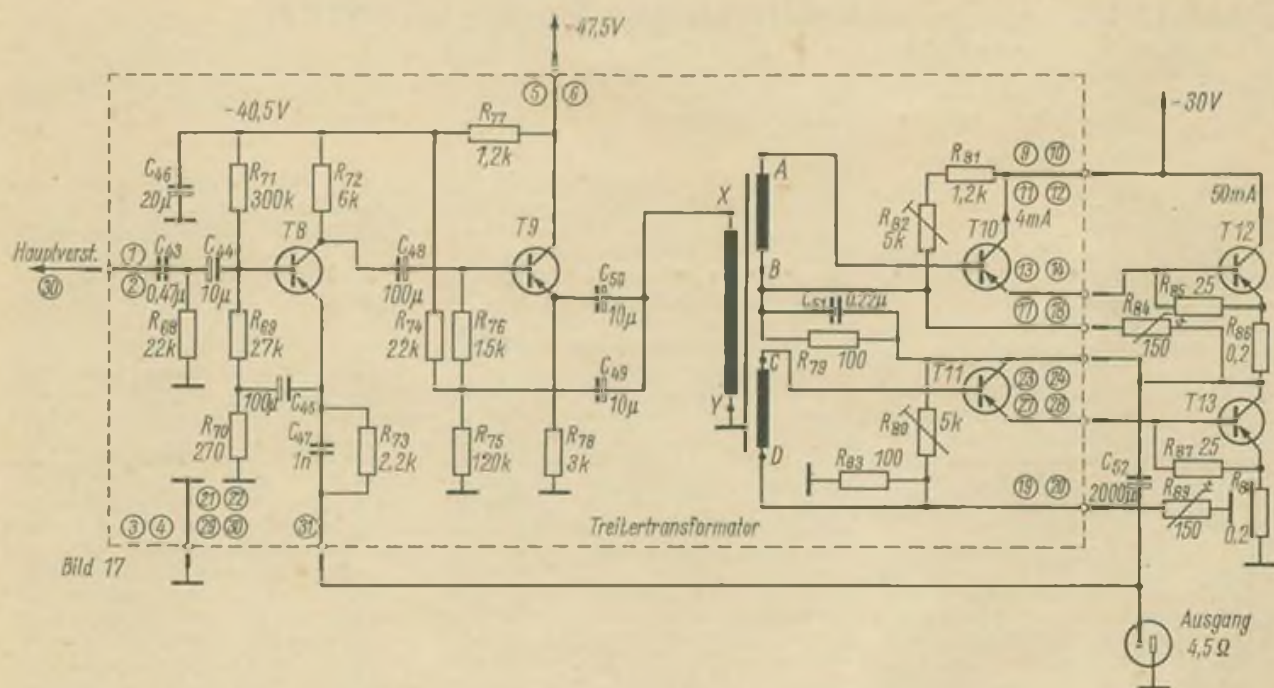 -47,5V
⑤ ⑥
-40,5V
R77
1,2k
-30V
C46
20µ
R71
300k
R72
6k
A
R81
1,2k
⑨ ⑩
⑪ ⑫
50mA
X
R82
5k
4mA
T8
T9
T10
T12
Hauptverst.
㉚
①
②
C43
0,47µ
C44
10µ
C48
100µ
C50
10µ
B
⑬ ⑭
C51
0,22µ
⑰ ⑱
R85
25
R84
150
R86
0,2
R68
22k
R69
27k
R74
22k
R76
15k
R79
100
C49
10µ
C
T11
㉓ ㉔
㉗ ㉘
T13
100µ
C45
Y
R80
5k
R70
270
C47
1n
R73
2,2k
R75
120k
R78
3k
D
R83
100
R87
25
C52
2000µ
R89
150
0,2
③ ④
㉑ ㉒
㉙ ㉚
㉛
⑲ ⑳
Treitertransformator
Bild 17
Ausgang
4,5Ω